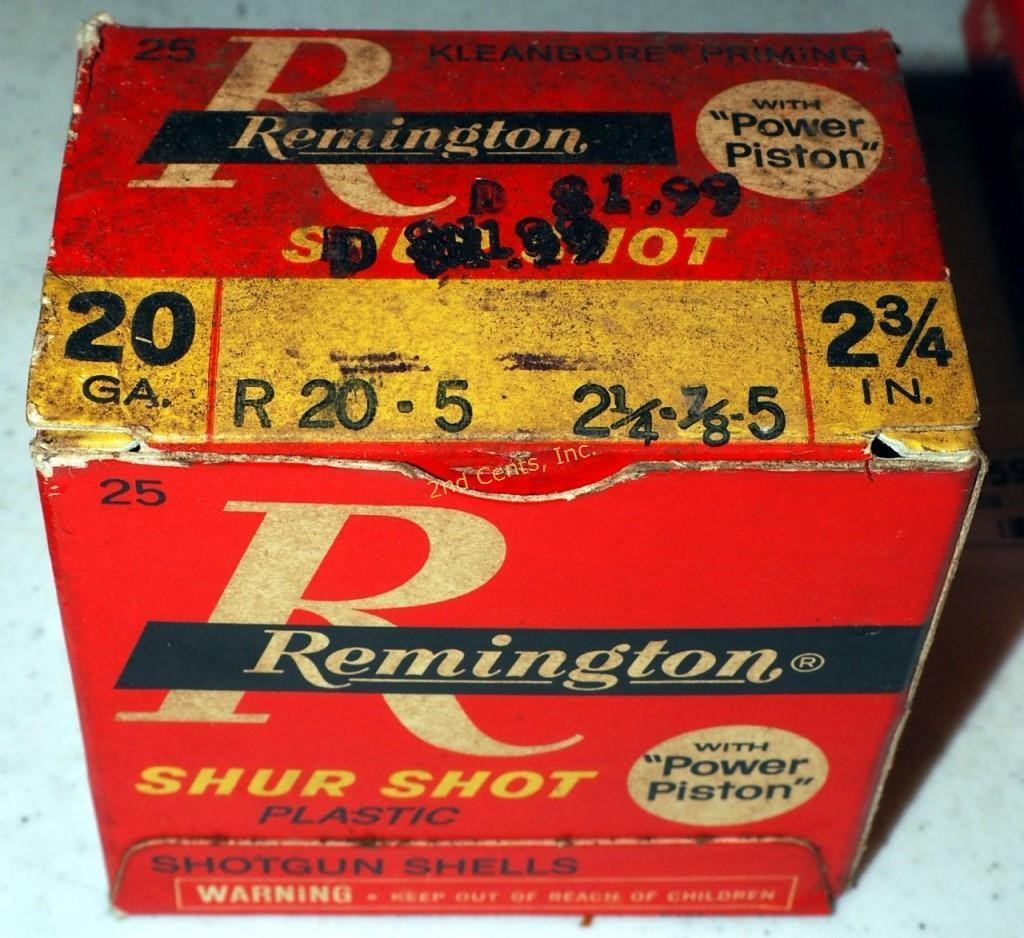 25 R KLEANBORE® PRIMING
Remington
WITH
"Power
Piston"
D $1.99
D $1.99
SHOT
20
GA.
R 20 · 5 2¼-⅞-5
2¾
IN.
2nd Cents, Inc.
25
R
Remington®
SHUR SHOT
PLASTIC
WITH
"Power
Piston"
SHOTGUN SHELLS
WARNING • KEEP OUT OF REACH OF CHILDREN